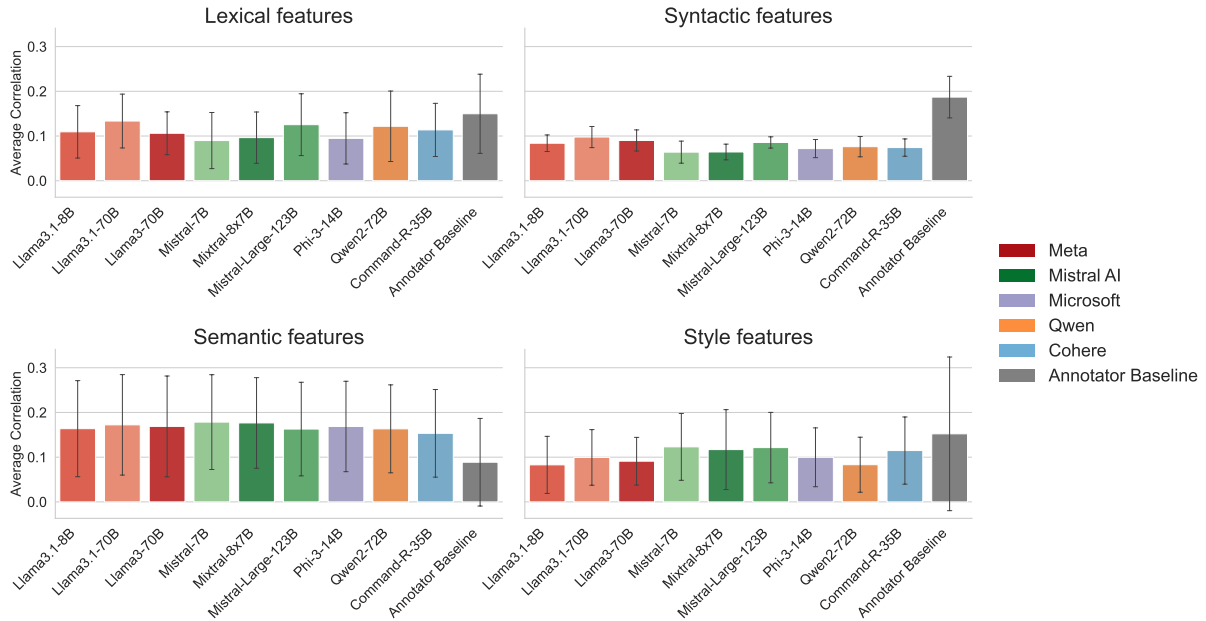 Lexical features
Syntactic features
Average Correlation
0.3
0.2
0.1
0.0
Llama3.1-8B
Llama3.1-70B
Llama3-70B
Mistral-7B
Mixtral-8x7B
Mistral-Large-123B
Phi-3-14B
Qwen2-72B
Command-R-35B
Annotator Baseline
Llama3.1-8B
Llama3.1-70B
Llama3-70B
Mistral-7B
Mixtral-8x7B
Mistral-Large-123B
Phi-3-14B
Qwen2-72B
Command-R-35B
Annotator Baseline
Semantic features
Style features
Average Correlation
0.3
0.2
0.1
0.0
Llama3.1-8B
Llama3.1-70B
Llama3-70B
Mistral-7B
Mixtral-8x7B
Mistral-Large-123B
Phi-3-14B
Qwen2-72B
Command-R-35B
Annotator Baseline
Llama3.1-8B
Llama3.1-70B
Llama3-70B
Mistral-7B
Mixtral-8x7B
Mistral-Large-123B
Phi-3-14B
Qwen2-72B
Command-R-35B
Annotator Baseline
Meta
Mistral AI
Microsoft
Qwen
Cohere
Annotator Baseline